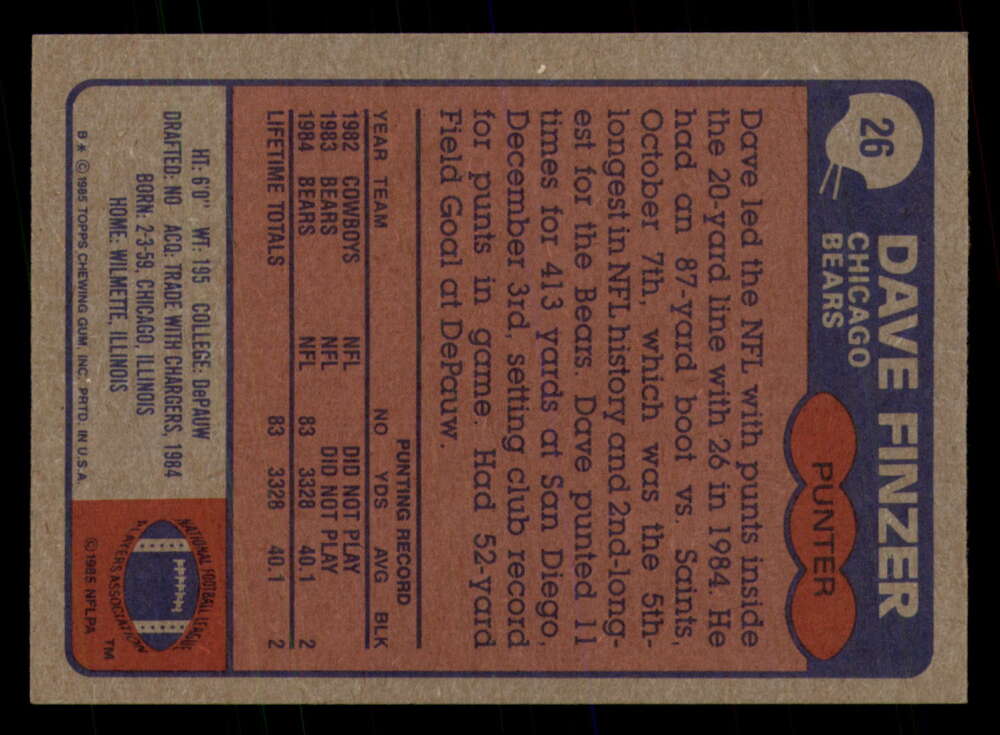 26
DAVE FINZER
CHICAGO
BEARS
PUNTER
Dave led the NFL with punts inside
the 20-yard line with 26 in 1984. He
had an 87-yard boot vs. Saints,
October 7th, which was the 5th-
longest in NFL history and 2nd-long-
est for the Bears. Dave punted 11
times for 413 yards at San Diego,
December 3rd, setting club record
for punts in game. Had 52-yard
Field Goal at DePauw.
PUNTING RECORD
YEAR TEAM NO YDS AVG BLK
1982 COWBOYS NFL DID NOT PLAY
1983 BEARS NFL DID NOT PLAY
1984 BEARS NFL 83 3328 40.1 2
LIFETIME TOTALS 83 3328 40.1 2
HT: 6'0" WT: 195 COLLEGE: DePAUW
DRAFTED: NO ACQ: TRADE WITH CHARGERS, 1984
BORN: 2-3-59, CHICAGO, ILLINOIS
HOME: WILMETTE, ILLINOIS
B* © 1985 TOPPS CHEWING GUM, INC. PRTD. IN U.S.A.
NATIONAL FOOTBALL LEAGUE
PLAYERS ASSOCIATION
TM
© 1985 NFLPA